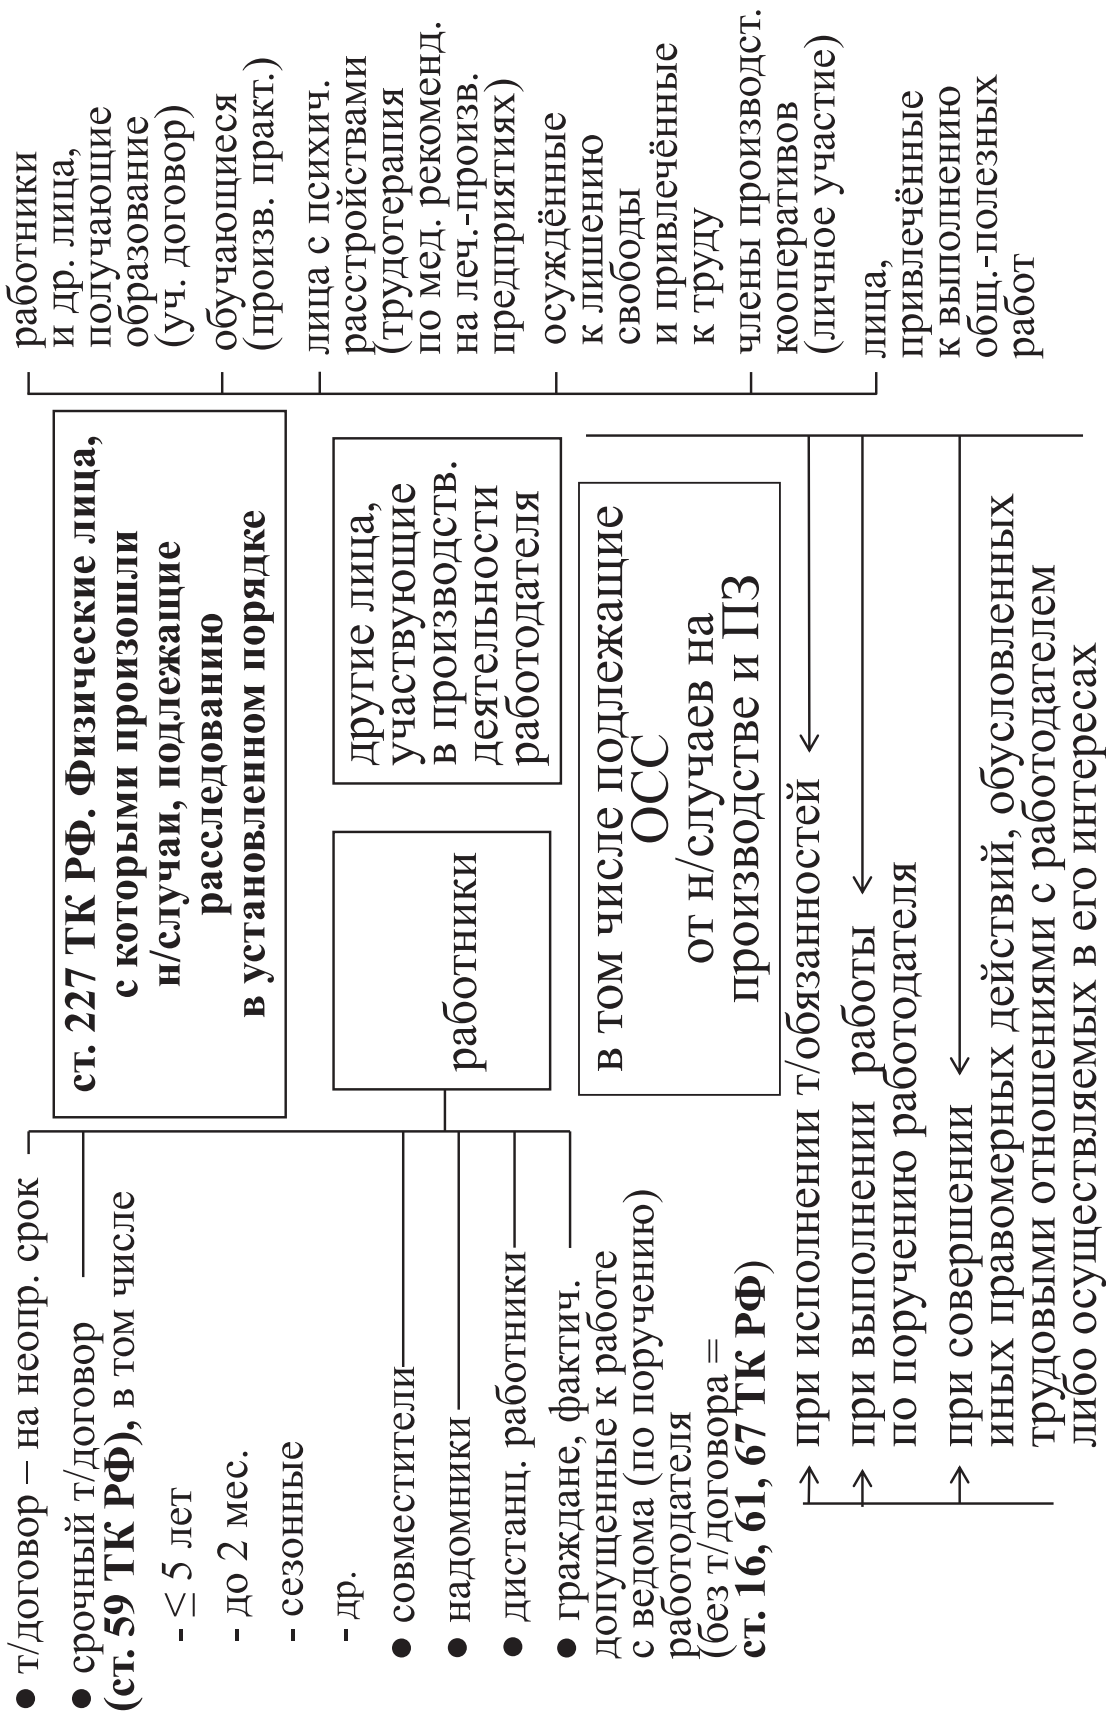 ст. 227 ТК РФ. Физические лица,
с которыми произошли
н/случаи, подлежащие
расследованию
в установленном порядке
• т/договор – на неопр. срок
• срочный т/договор
(ст. 59 ТК РФ), в том числе
- ≤ 5 лет
- до 2 мес.
- сезонные
- др.
• совместители
• надомники
• дистанц. работники
• граждане, фактич.
допущенные к работе
с ведома (по поручению)
работодателя
(без т/договора =
ст. 16, 61, 67 ТК РФ)
работники
другие лица,
участвующие
в производств.
деятельности
работодателя
работники
и др. лица,
получающие
образование
(уч. договор)
обучающиеся
(произв. практ.)
лица с психич.
расстройствами
(трудотерапия
по мед. рекоменд.
на леч.-произв.
предприятиях)
осуждённые
к лишению
свободы
и привлечённые
к труду
члены производст.
кооперативов
(личное участие)
лица,
привлечённые
к выполнению
общ.-полезных
работ
в том числе подлежащие
ОСС
от н/случаев на
производстве и ПЗ
при исполнении т/обязанностей
при выполнении работы
по поручению работодателя
при совершении
иных правомерных действий, обусловленных
трудовыми отношениями с работодателем
либо осуществляемых в его интересах